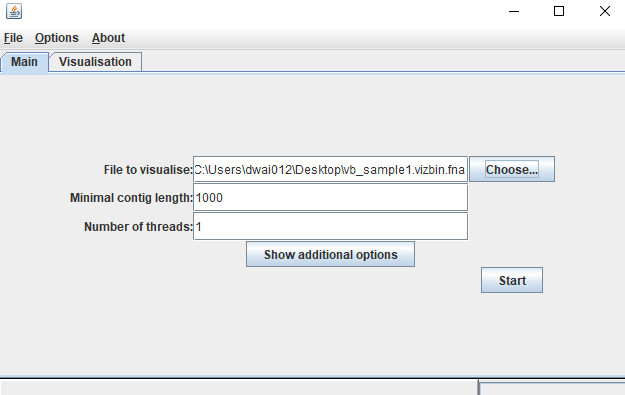 File Options About
Main Visualisation
File to visualise: C:\Users\dwai012\Desktop\vb_sample1.vizbin.fna Choose...
Minimal contig length: 1000
Number of threads: 1
Show additional options
Start